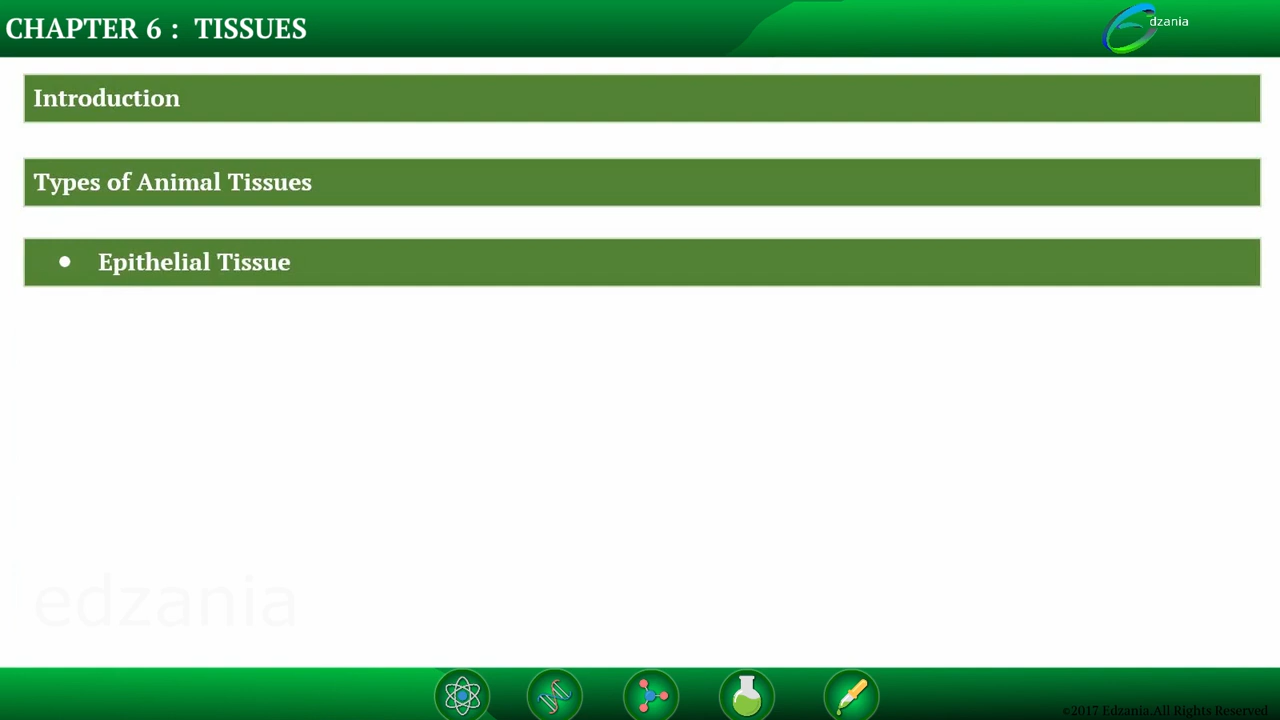 CHAPTER 6 : TISSUES
dzania
Introduction
Types of Animal Tissues
● Epithelial Tissue
edzania
©2017 Edzania.All Rights Reserved